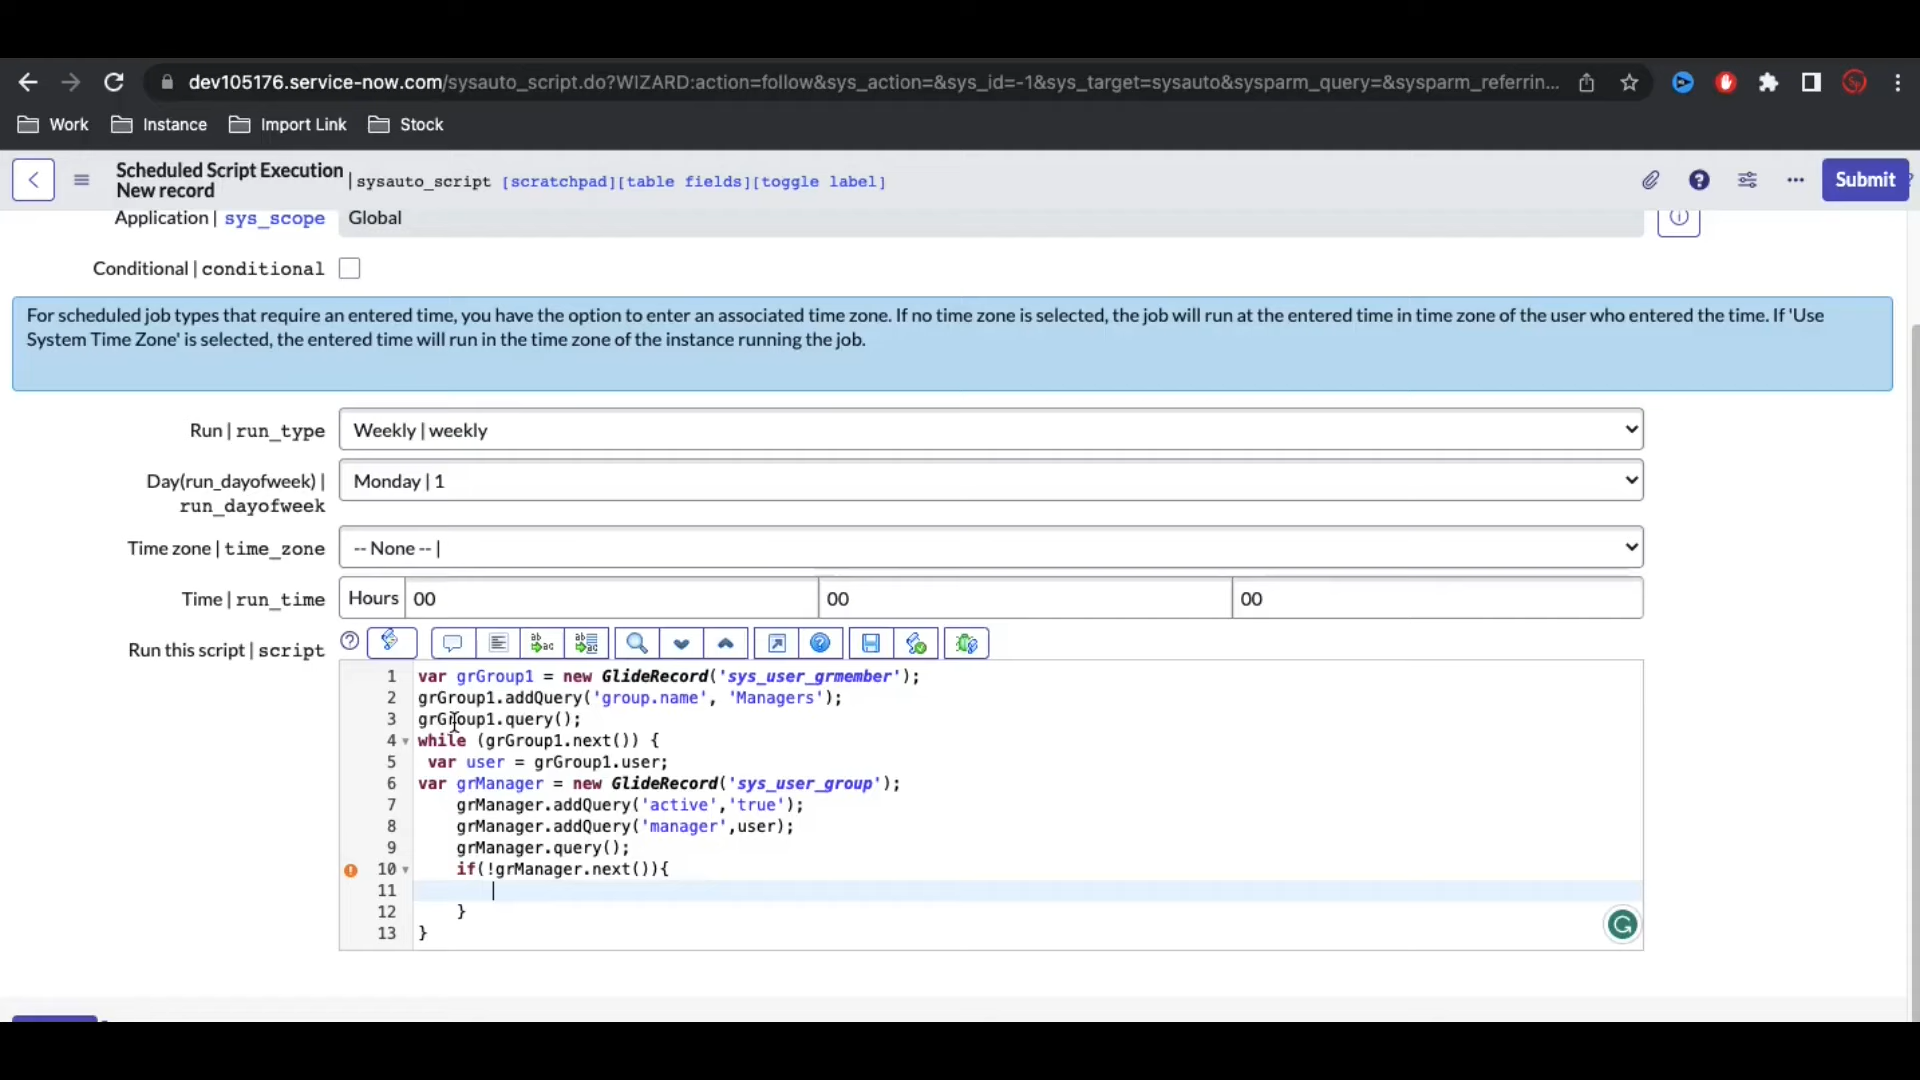 dev105176.service-now.com/sysauto_script.do?WIZARD:action=follow&sys_action=&sys_id=-1&sys_target=sysauto&sysparm_query=&sysparm_referrin...
Work Instance Import Link Stock
Scheduled Script Execution
New record
|sysauto_script [scratchpad][table fields][toggle label]
Submit
Application | sys_scope Global
Conditional | conditional
For scheduled job types that require an entered time, you have the option to enter an associated time zone. If no time zone is selected, the job will run at the entered time in time zone of the user who entered the time. If 'Use
System Time Zone' is selected, the entered time will run in the time zone of the instance running the job.
Run | run_type Weekly | weekly
Day(run_dayofweek) | Monday | 1
run_dayofweek
Time zone | time_zone -- None -- |
Time | run_time Hours 00 00 00
Run this script | script
1 var grGroup1 = new GlideRecord('sys_user_grmember');
2 grGroup1.addQuery('group.name', 'Managers');
3 grGroup1.query();
4 while (grGroup1.next()) {
5 var user = grGroup1.user;
6 var grManager = new GlideRecord('sys_user_group');
7 grManager.addQuery('active','true');
8 grManager.addQuery('manager',user);
9 grManager.query();
10 if(!grManager.next()){
11
12 }
13 }